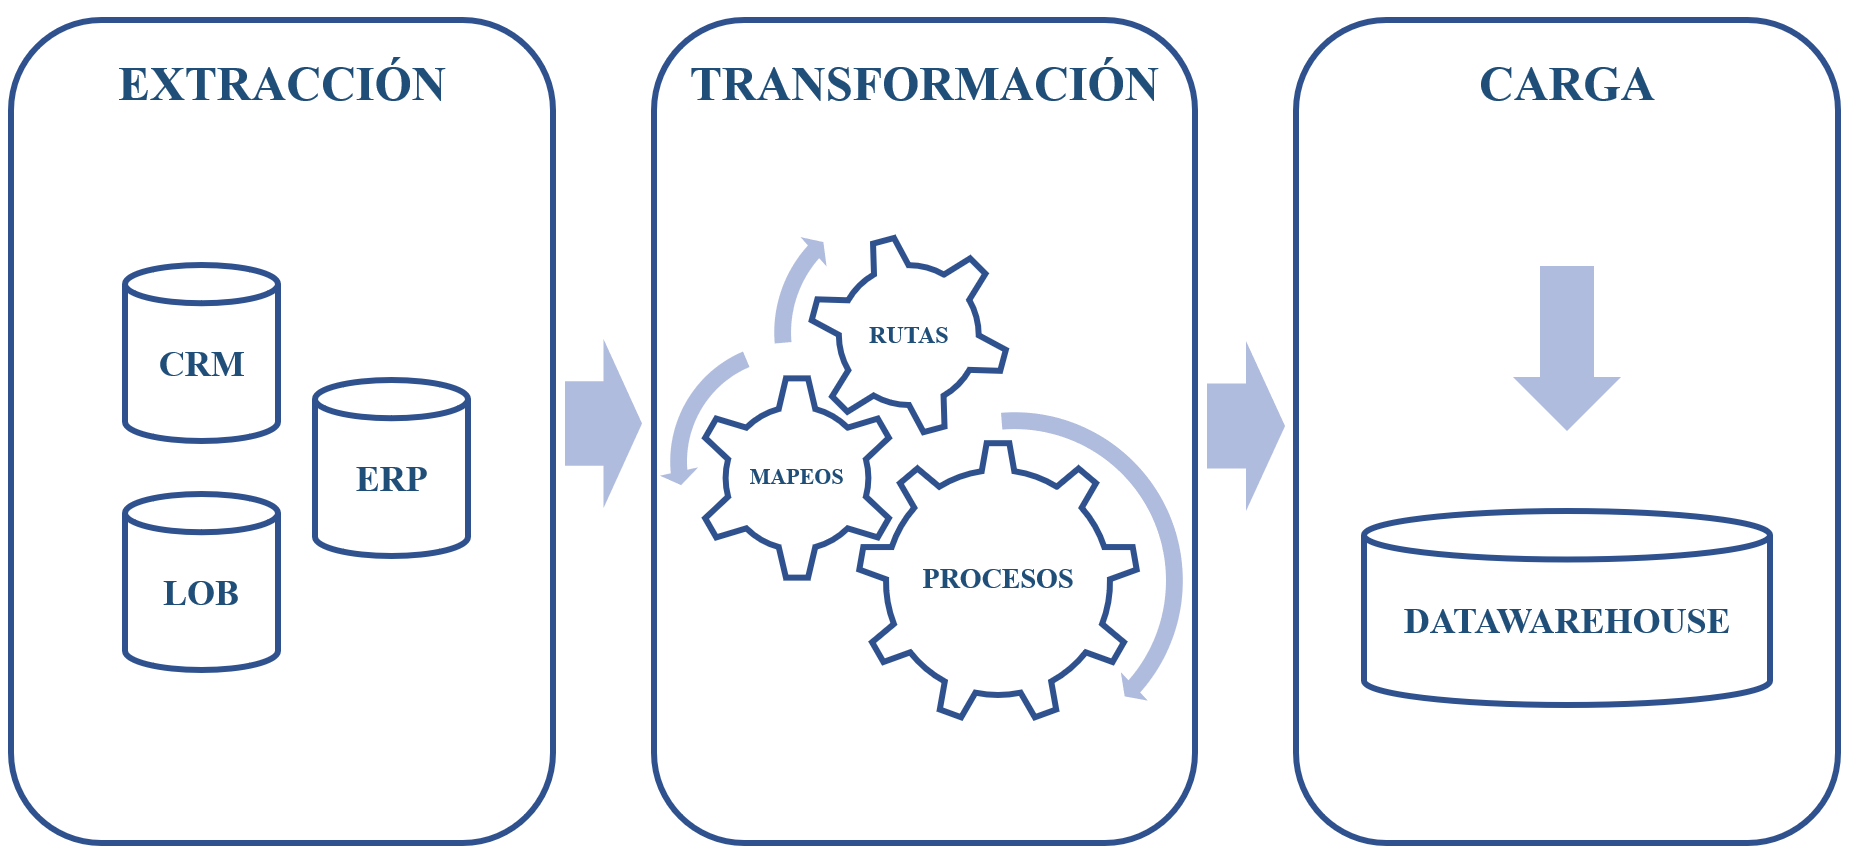 EXTRACCIÓN
CRM
ERP
LOB
TRANSFORMACIÓN
RUTAS
MAPEOS
PROCESOS
CARGA
DATAWAREHOUSE